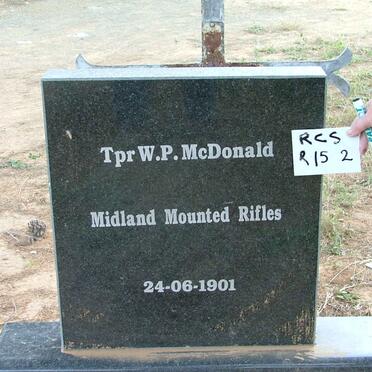 Tpr W.P. McDonald
Midland Mounted Rifles
24-06-1901
RCS
R15 2